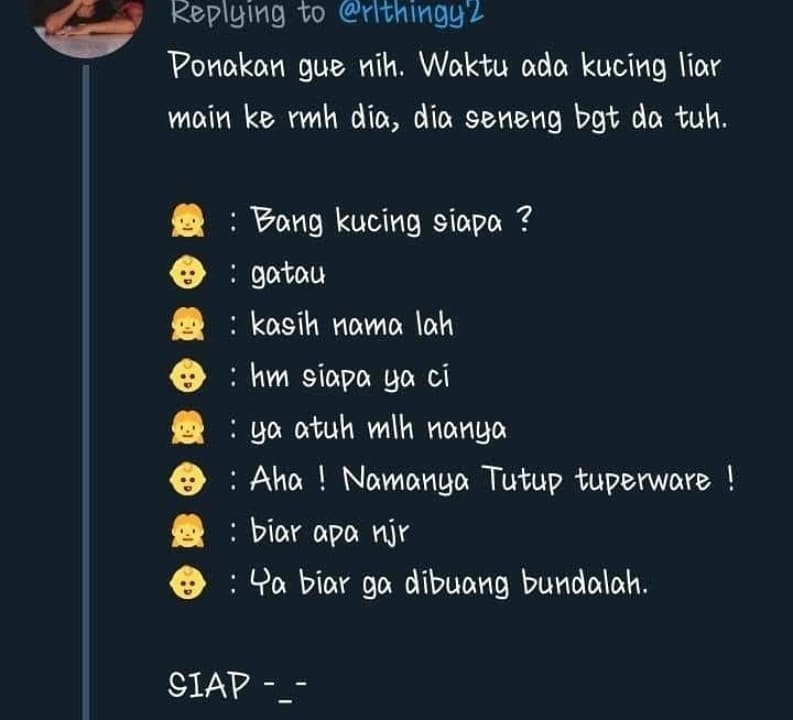 Replying to @rlthingy2
Ponakan gue nih. Waktu ada kucing liar
main ke rmh dia, dia seneng bgt da tuh.
👧 : Bang kucing siapa ?
👶 : gatau
👧 : kasih nama lah
👶 : hm siapa ya ci
👧 : ya atuh mlh nanya
👶 : Aha ! Namanya Tutup tuperware !
👧 : biar apa njr
👶 : Ya biar ga dibuang bundalah.
SIAP -_-